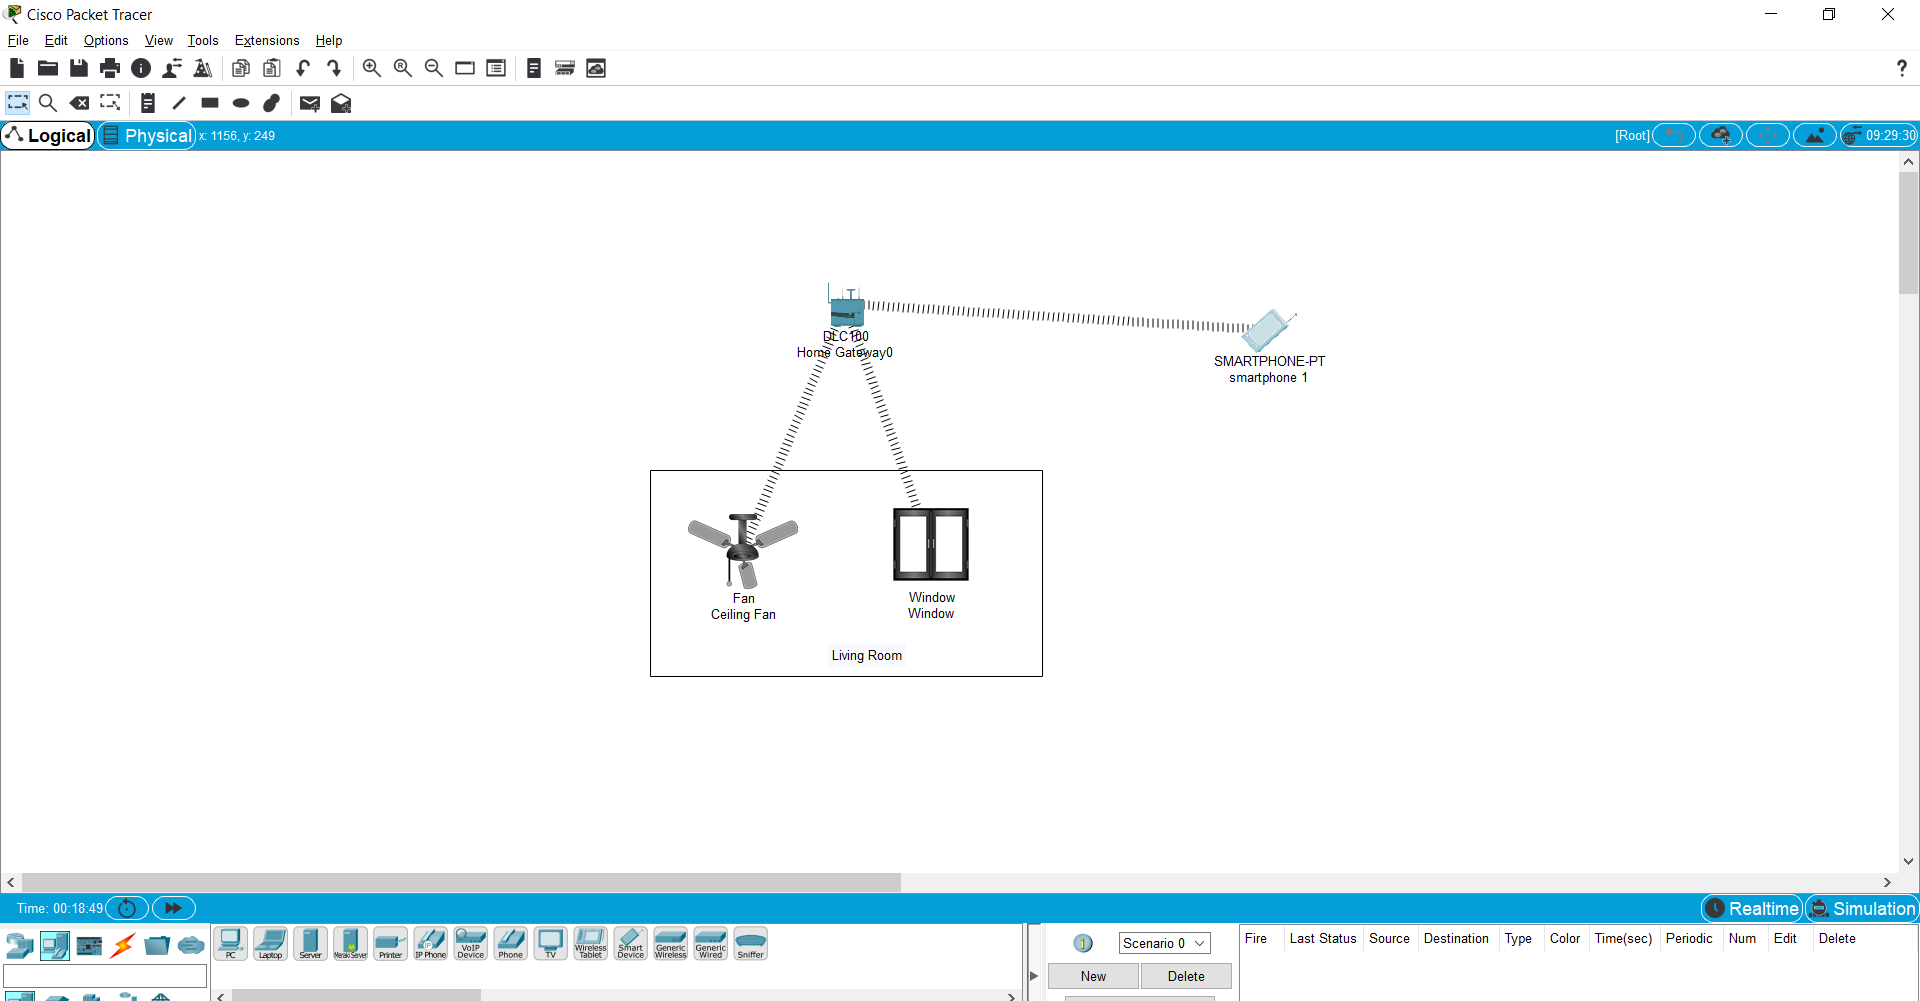 Cisco Packet Tracer
File Edit Options View Tools Extensions Help
Logical Physical x: 1156, y: 249 [Root] 09:29:30
DLC100
Home Gateway0
SMARTPHONE-PT
smartphone 1
Fan
Ceiling Fan
Window
Window
Living Room
Time: 00:18:49 Realtime Simulation
PC Laptop Server Meraki Server Printer IP Phone VoIP Device Phone TV Wireless Tablet Smart Device Generic Wireless Generic Wired Sniffer
Scenario 0
New Delete
Fire Last Status Source Destination Type Color Time(sec) Periodic Num Edit Delete